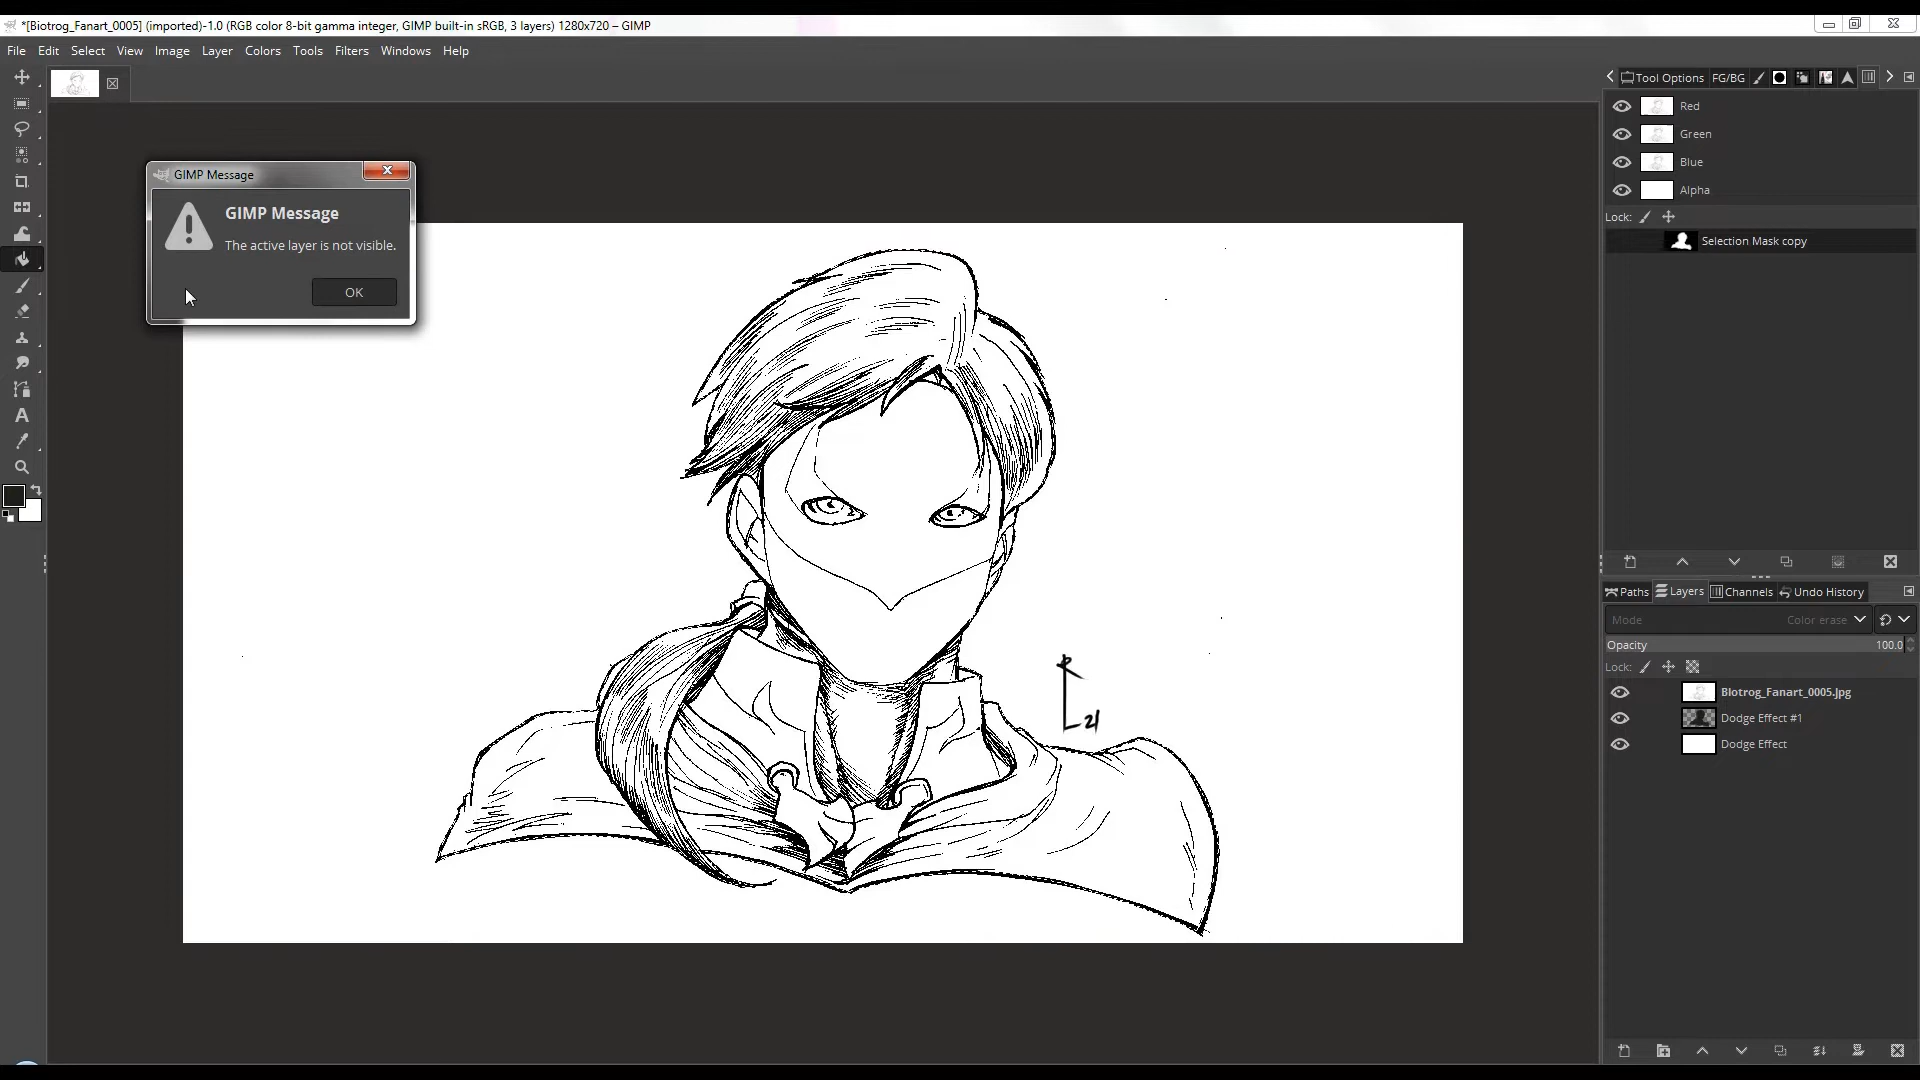 *[Biotrog_Fanart_0005] (imported)-1.0 (RGB color 8-bit gamma integer, GIMP built-in sRGB, 3 layers) 1280x720 – GIMP
File Edit Select View Image Layer Colors Tools Filters Windows Help
Tool Options FG/BG
Red
Green
Blue
Alpha
Lock:
Selection Mask copy
GIMP Message
GIMP Message
The active layer is not visible.
OK
A
21
Paths Layers Channels Undo History
Mode Color erase
Opacity 100.0
Lock:
Biotrog_Fanart_0005.jpg
Dodge Effect #1
Dodge Effect